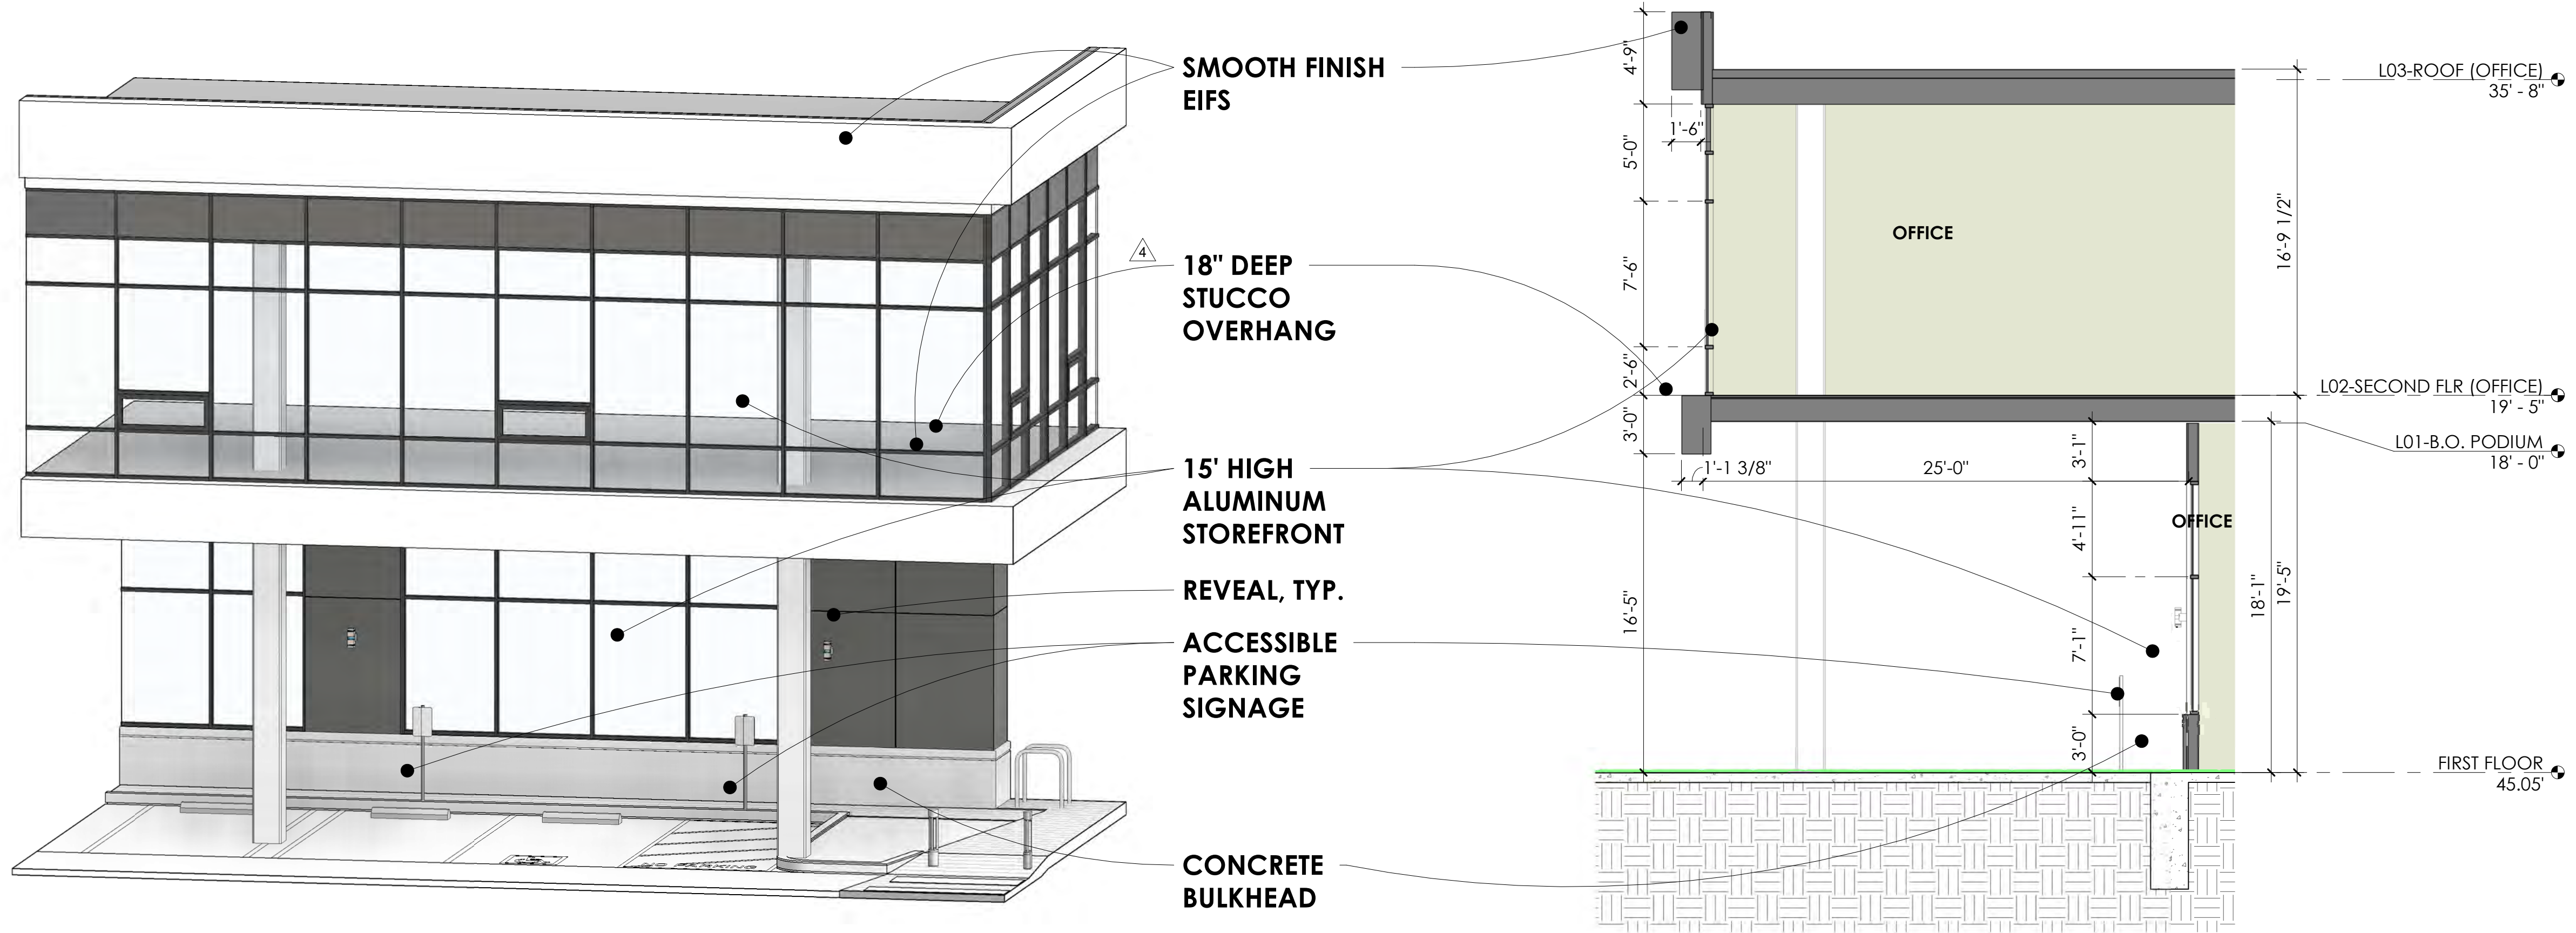 SMOOTH FINISH
EIFS
4
18" DEEP
STUCCO
OVERHANG
15' HIGH
ALUMINUM
STOREFRONT
REVEAL, TYP.
ACCESSIBLE
PARKING
SIGNAGE
CONCRETE
BULKHEAD
NO PARKING
4'-9"
1'-6"
5'-0"
7'-6"
2'-6"
3'-0"
16'-5"
1'-1 3/8"
25'-0"
OFFICE
OFFICE
3'-1"
4'-11"
7'-1"
3'-0"
16'-9 1/2"
18'-1"
19'-5"
L03-ROOF (OFFICE)
35' - 8"
L02-SECOND FLR (OFFICE)
19' - 5"
L01-B.O. PODIUM
18' - 0"
FIRST FLOOR
45.05'